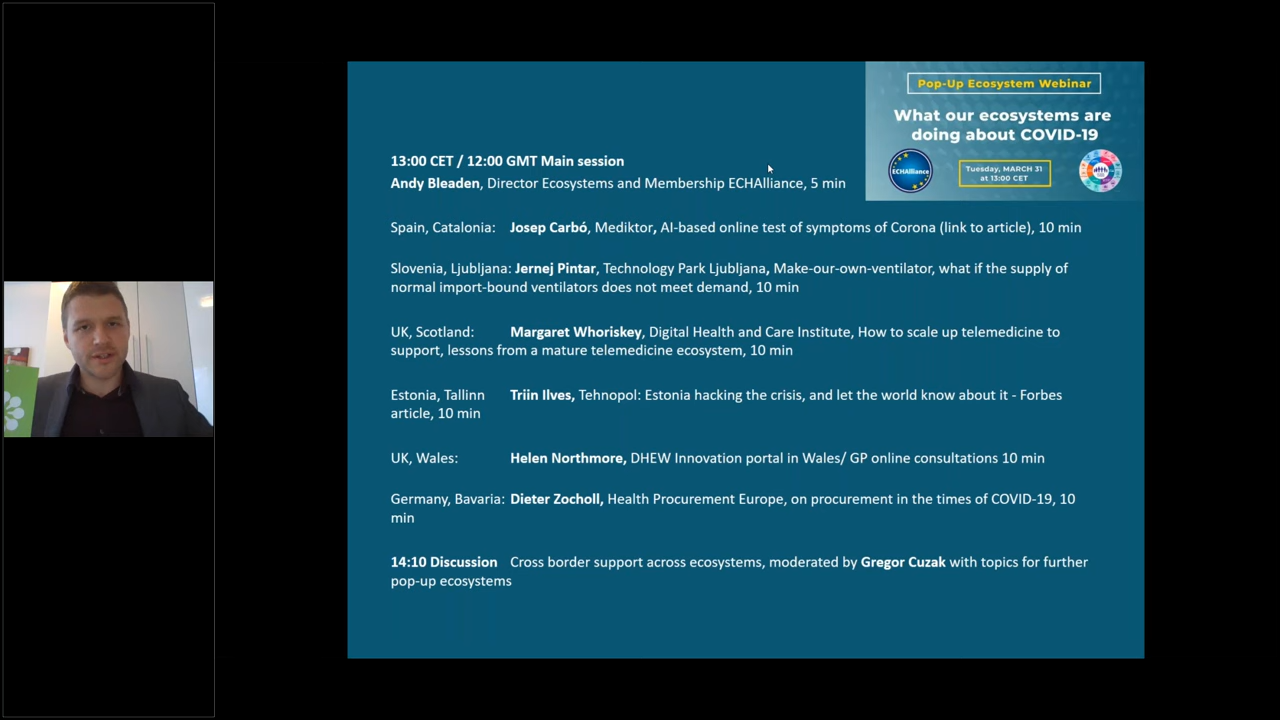 Pop-Up Ecosystem Webinar
What our ecosystems are
doing about COVID-19
ECHAlliance
Tuesday, MARCH 31
at 13:00 CET
13:00 CET / 12:00 GMT Main session
Andy Bleaden, Director Ecosystems and Membership ECHAlliance, 5 min
Spain, Catalonia: Josep Carbó, Mediktor, AI-based online test of symptoms of Corona (link to article), 10 min
Slovenia, Ljubljana: Jernej Pintar, Technology Park Ljubljana, Make-our-own-ventilator, what if the supply of
normal import-bound ventilators does not meet demand, 10 min
UK, Scotland: Margaret Whoriskey, Digital Health and Care Institute, How to scale up telemedicine to
support, lessons from a mature telemedicine ecosystem, 10 min
Estonia, Tallinn Triin Ilves, Tehnopol: Estonia hacking the crisis, and let the world know about it - Forbes
article, 10 min
UK, Wales: Helen Northmore, DHEW Innovation portal in Wales/ GP online consultations 10 min
Germany, Bavaria: Dieter Zocholl, Health Procurement Europe, on procurement in the times of COVID-19, 10
min
14:10 Discussion Cross border support across ecosystems, moderated by Gregor Cuzak with topics for further
pop-up ecosystems